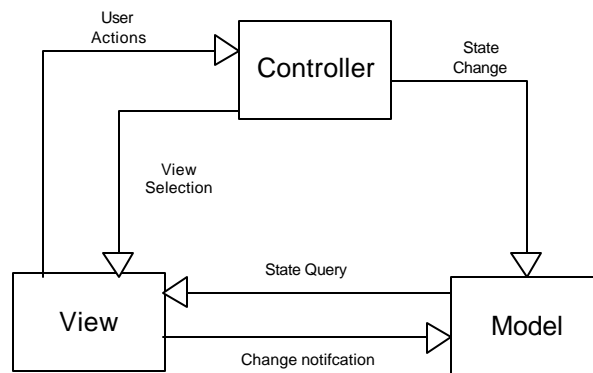 User
Actions
Controller
State
Change
View
Selection
State Query
View
Model
Change notifcation